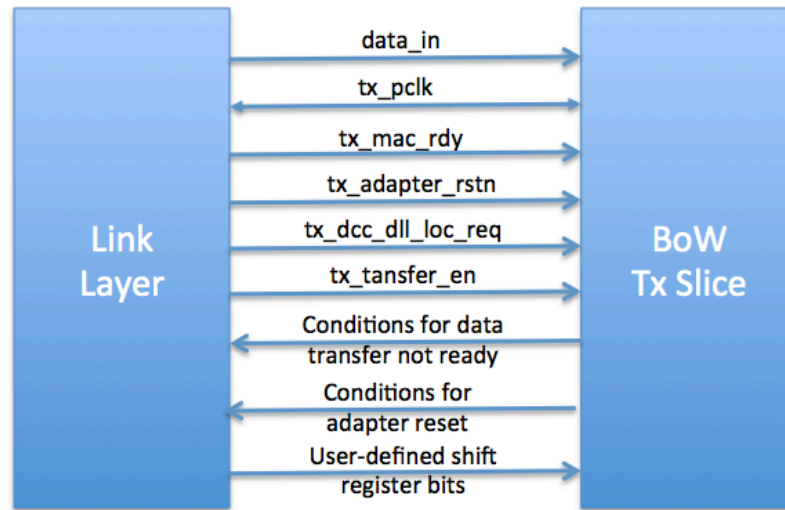 data_in
tx_pclk
tx_mac_rdy
tx_adapter_rstn
tx_dcc_dll_loc_req
tx_tansfer_en
Conditions for data
transfer not ready
Conditions for
adapter reset
User-defined shift
register bits
Link
Layer
BoW
Tx Slice